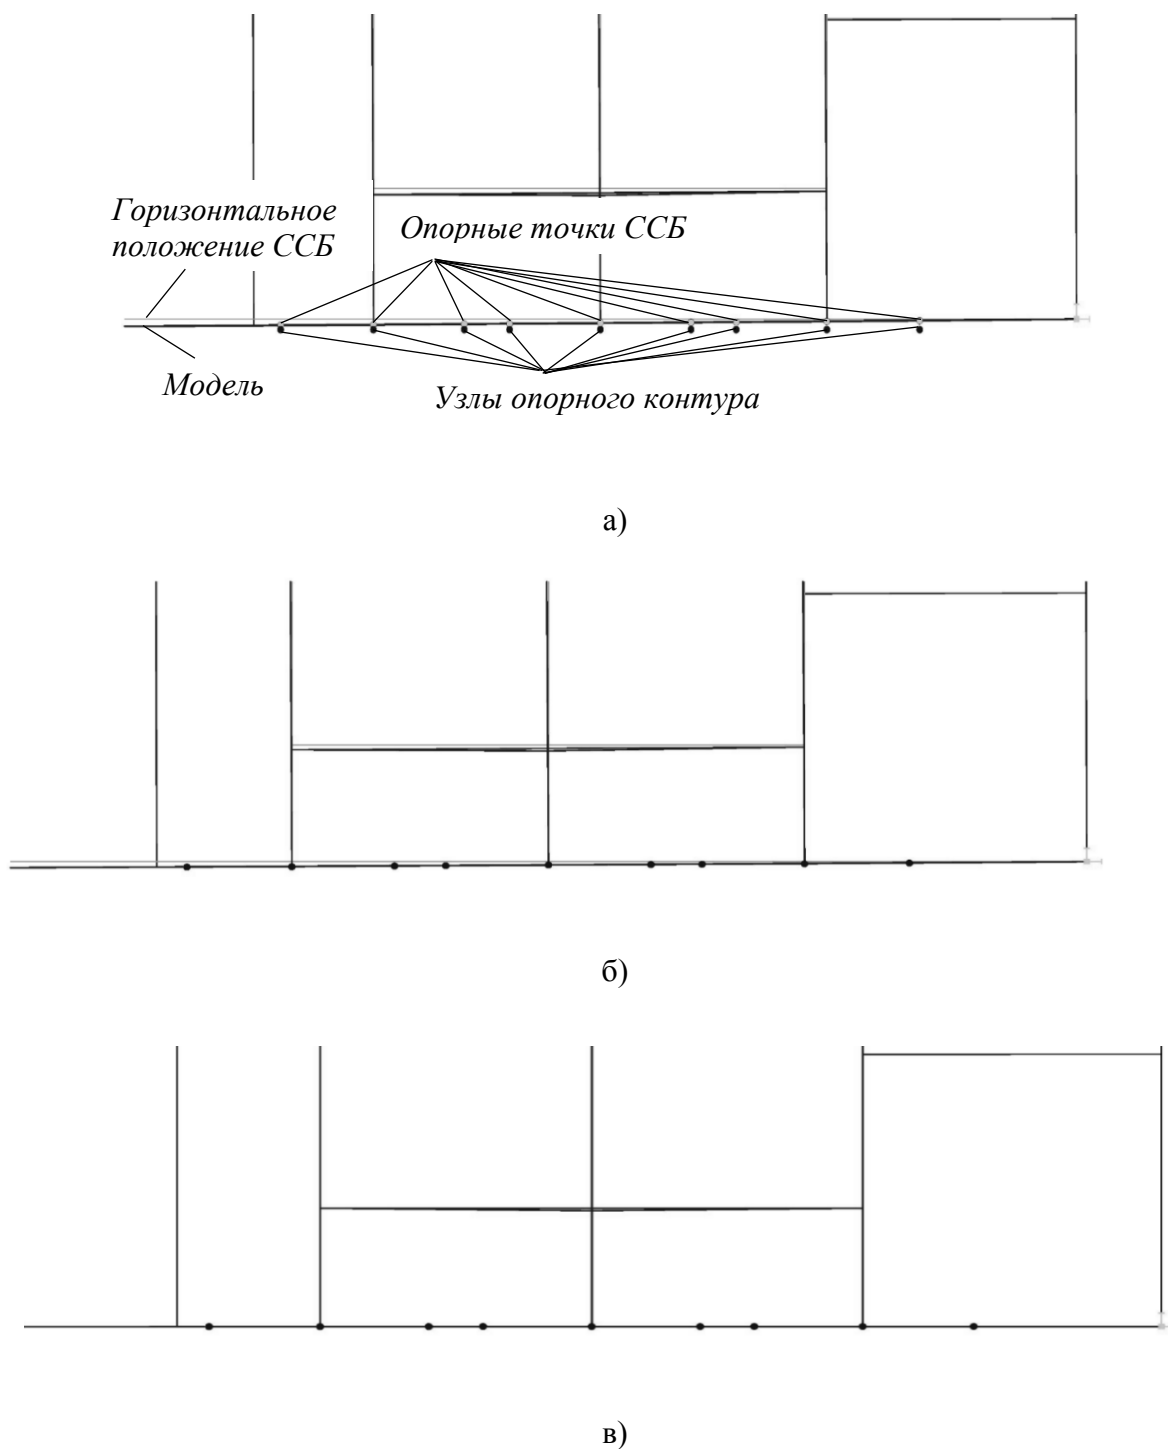 Горизонтальное
положение ССБ
Опорные точки ССБ
Модель
Узлы опорного контура
а)
б)
в)